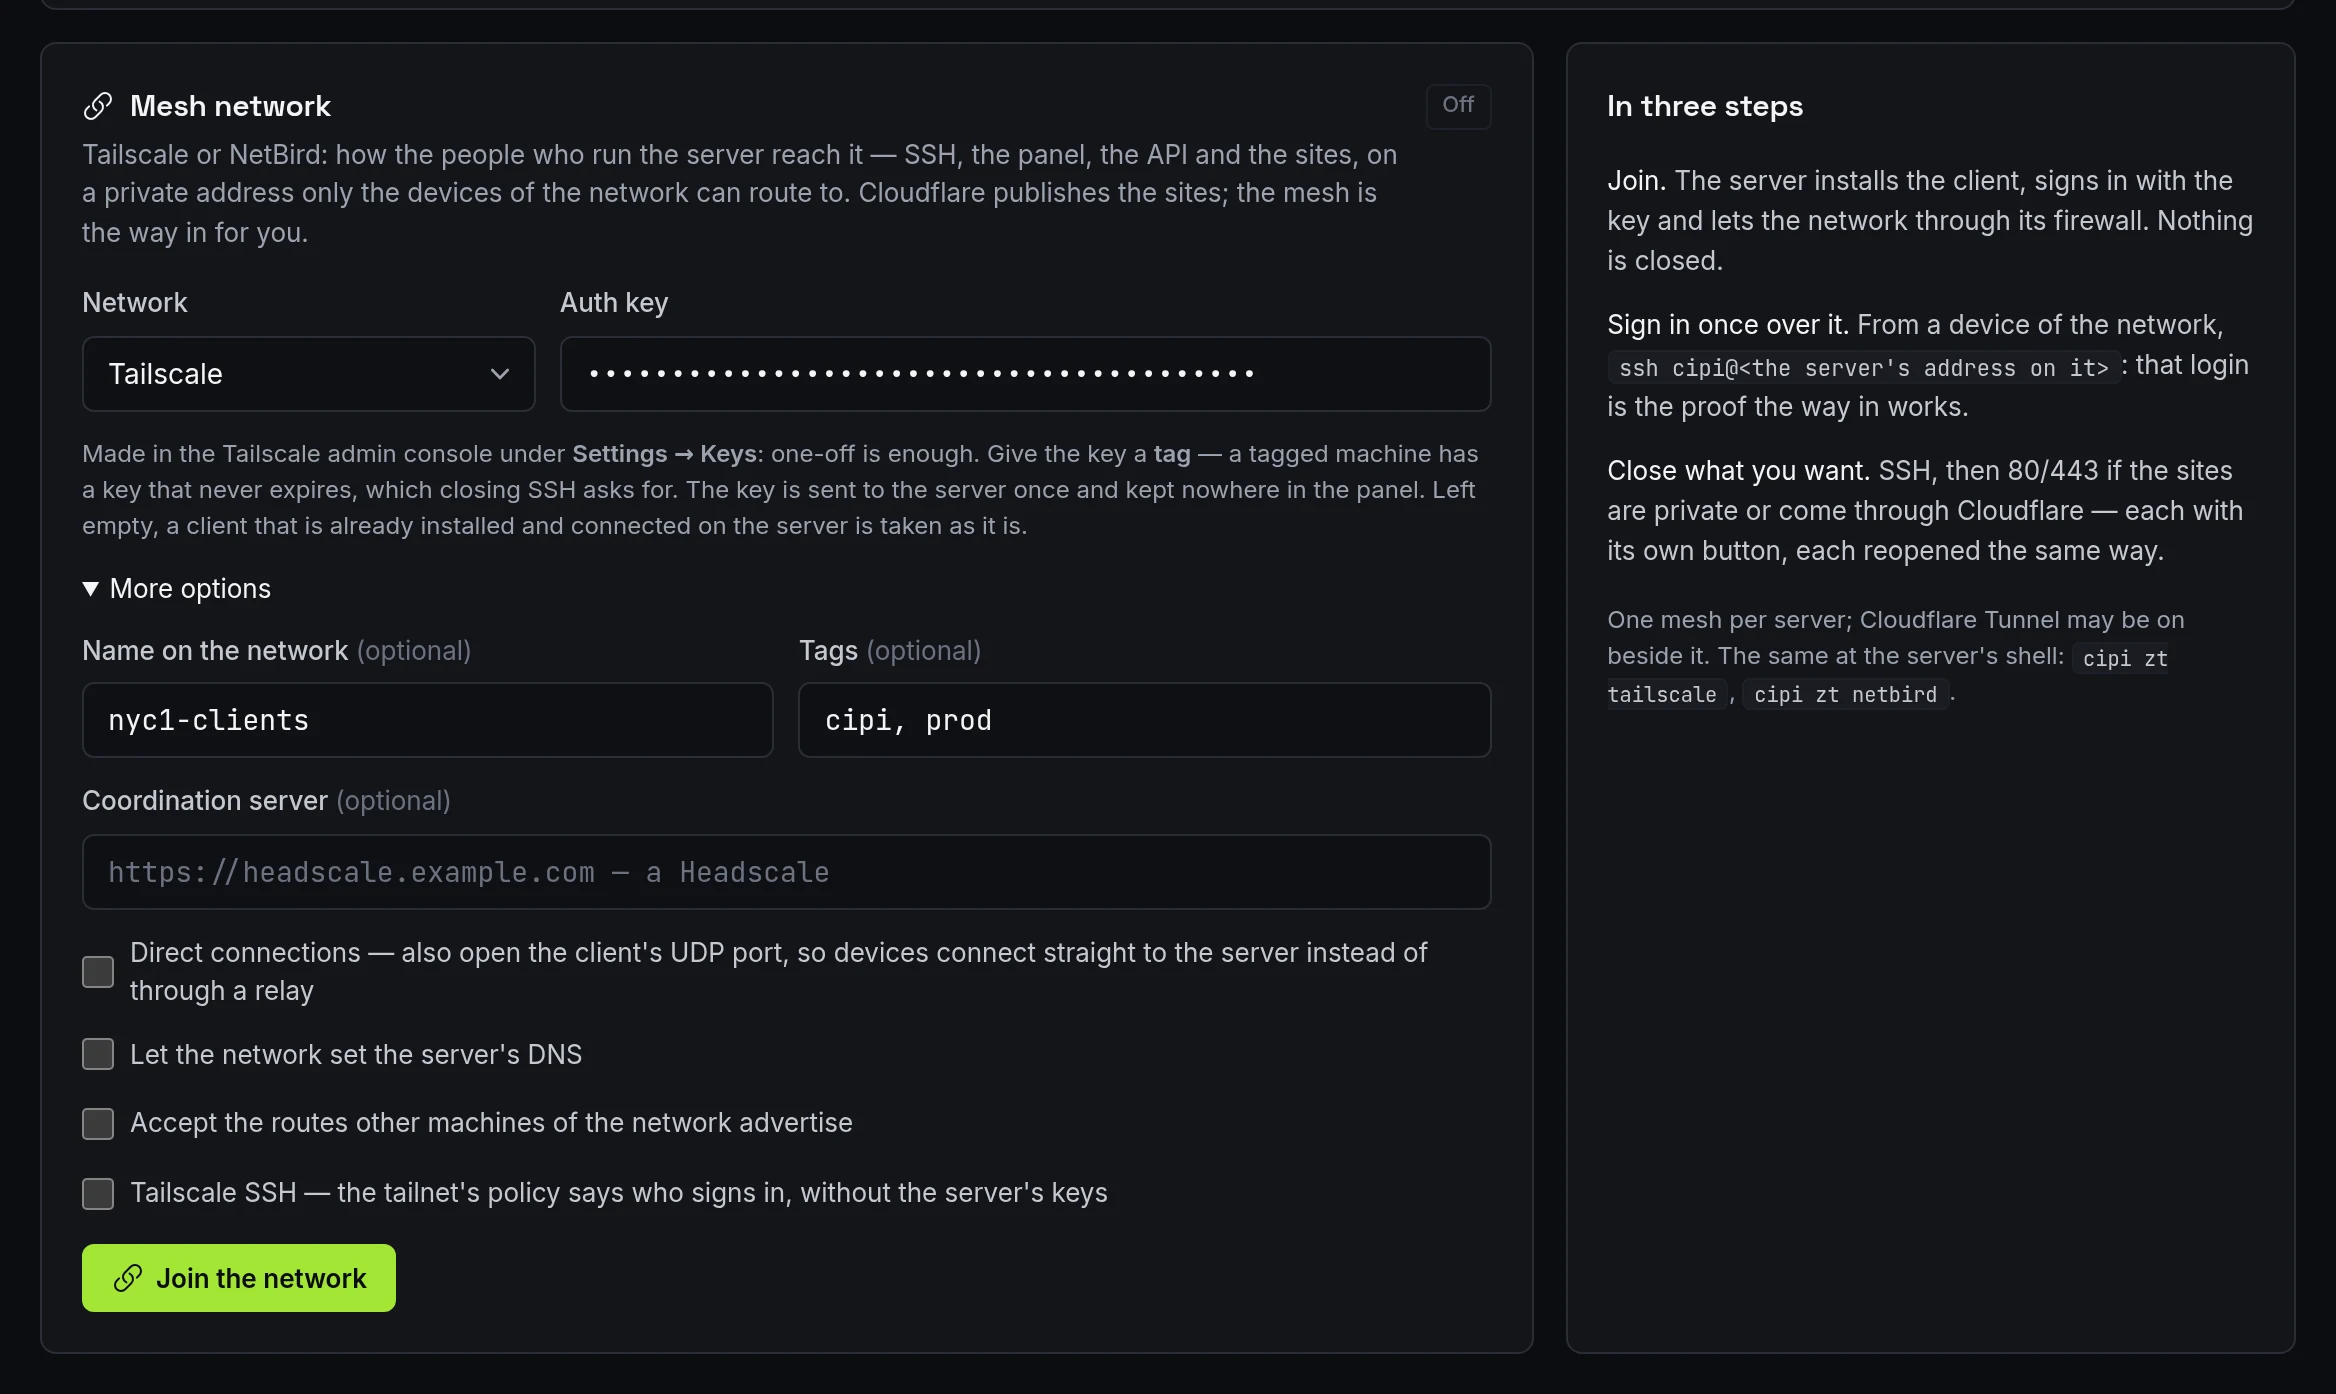 Mesh network
Off
Tailscale or NetBird: how the people who run the server reach it — SSH, the panel, the API and the sites, on
a private address only the devices of the network can route to. Cloudflare publishes the sites; the mesh is
the way in for you.
Network
Auth key
Tailscale
••••••••••••••••••••••••••••••••••••••••
Made in the Tailscale admin console under Settings → Keys: one-off is enough. Give the key a tag — a tagged machine has
a key that never expires, which closing SSH asks for. The key is sent to the server once and kept nowhere in the panel. Left
empty, a client that is already installed and connected on the server is taken as it is.
▼ More options
Name on the network (optional)
Tags (optional)
nyc1-clients
cipi, prod
Coordination server (optional)
https://headscale.example.com — a Headscale
Direct connections — also open the client's UDP port, so devices connect straight to the server instead of
through a relay
Let the network set the server's DNS
Accept the routes other machines of the network advertise
Tailscale SSH — the tailnet's policy says who signs in, without the server's keys
Join the network
In three steps
Join. The server installs the client, signs in with the
key and lets the network through its firewall. Nothing
is closed.
Sign in once over it. From a device of the network,
ssh cipi@<the server's address on it>: that login
is the proof the way in works.
Close what you want. SSH, then 80/443 if the sites
are private or come through Cloudflare — each with
its own button, each reopened the same way.
One mesh per server; Cloudflare Tunnel may be on
beside it. The same at the server's shell: cipi zt
tailscale, cipi zt netbird.